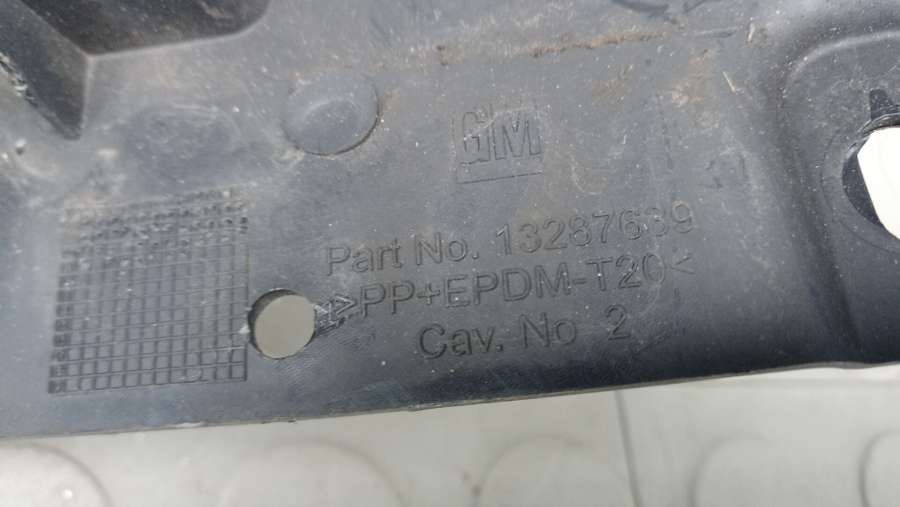 GM
Part No. 13287639
>PP+EPDM-T20<
Cav. No 2